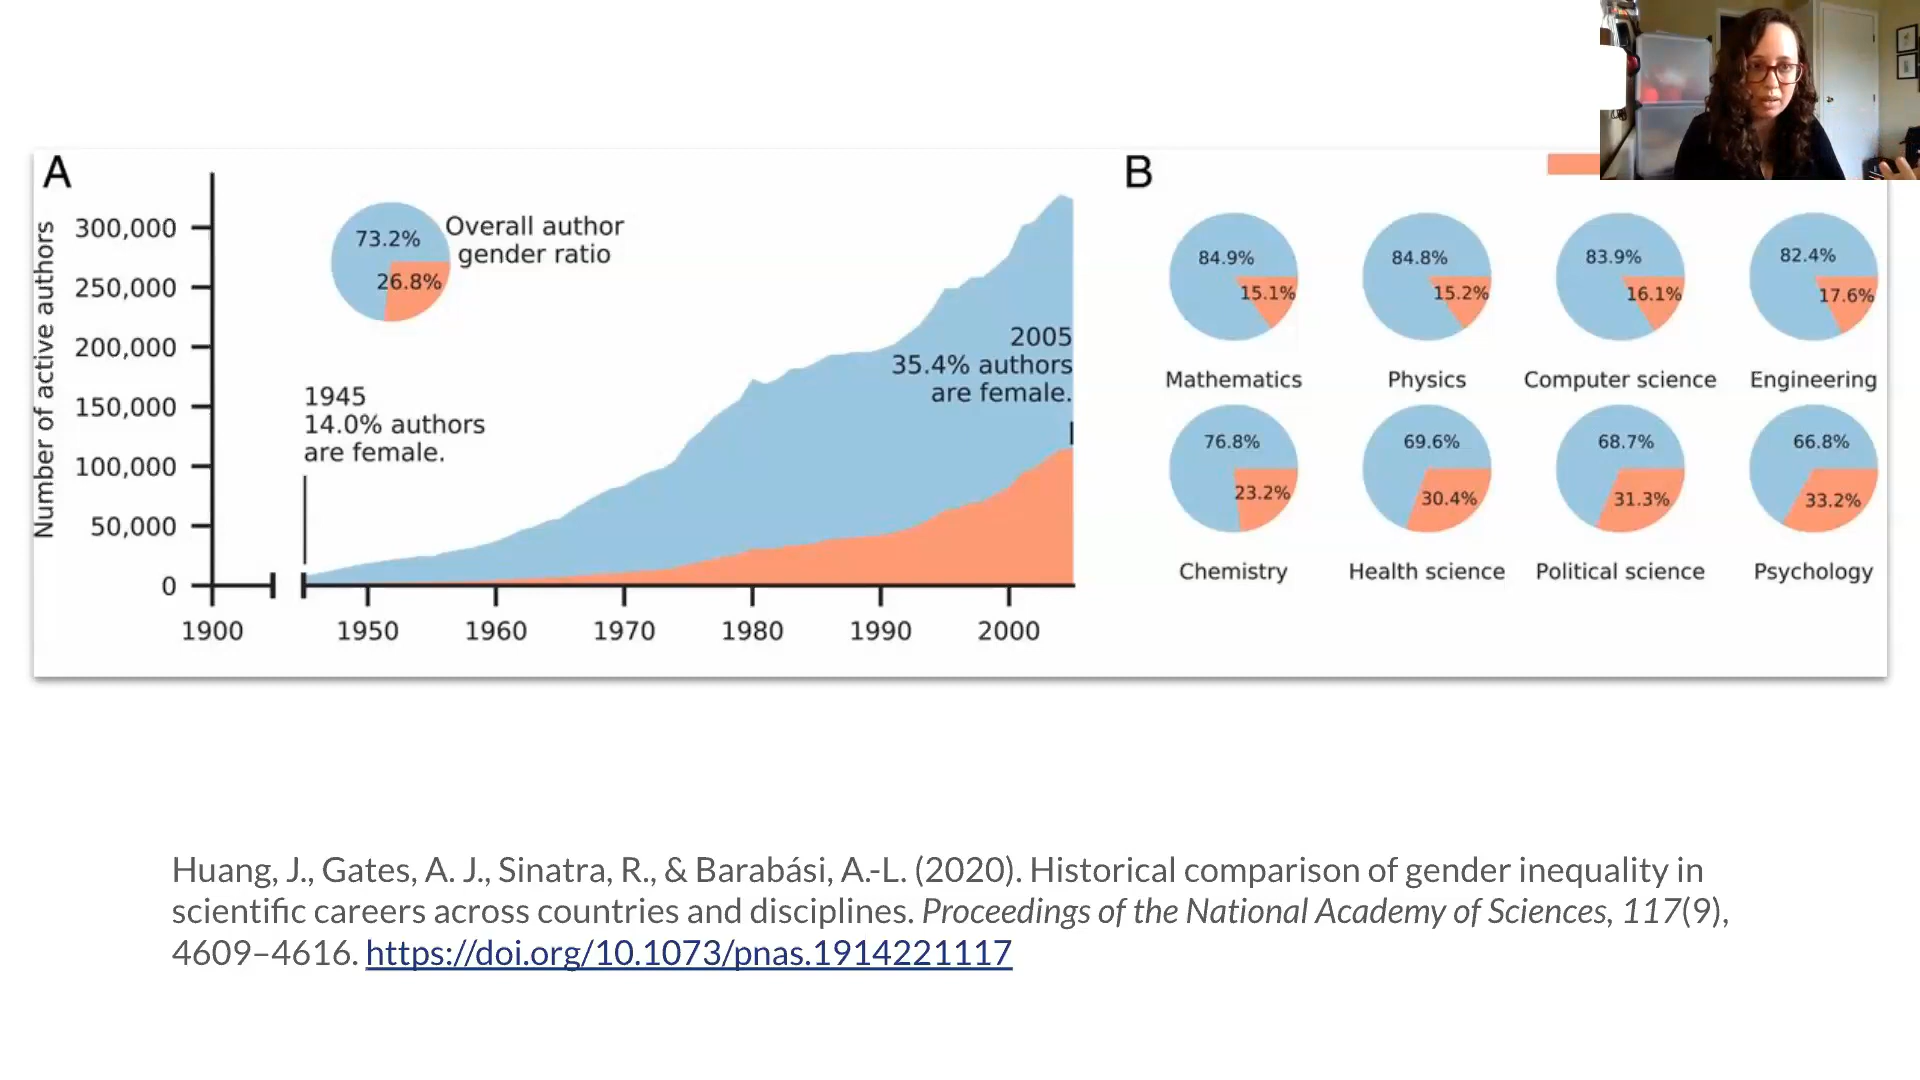 A
Number of active authors
300,000
250,000
200,000
150,000
100,000
50,000
0
1900
1950
1960
1970
1980
1990
2000
73.2%
26.8%
Overall author
gender ratio
1945
14.0% authors
are female.
2005
35.4% authors
are female.
B
84.9%
15.1%
Mathematics
84.8%
15.2%
Physics
83.9%
16.1%
Computer science
82.4%
17.6%
Engineering
76.8%
23.2%
Chemistry
69.6%
30.4%
Health science
68.7%
31.3%
Political science
66.8%
33.2%
Psychology
Huang, J., Gates, A. J., Sinatra, R., & Barabási, A.-L. (2020). Historical comparison of gender inequality in
scientific careers across countries and disciplines. Proceedings of the National Academy of Sciences, 117(9),
4609–4616. https://doi.org/10.1073/pnas.1914221117